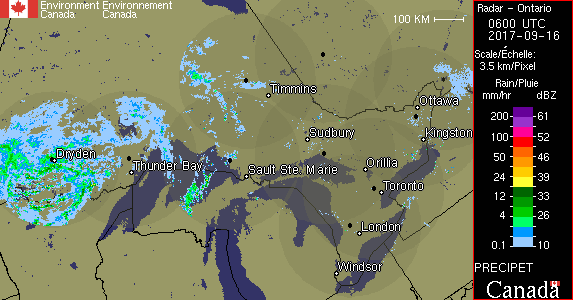 Environment Environnement
Canada Canada
100 KM
Timmins
Ottawa
Sudbury
Kingston
Dryden
Thunder Bay
Sault Ste. Marie
Orillia
Toronto
London
Windsor
Radar - Ontario
0600 UTC
2017-09-16
Scale/Échelle:
3.5 km/Pixel
Rain/Pluie
mm/hr dBZ
200 61
100 52
50 46
24 39
12 33
4 26
2 20
0.1 10
PRECIPET
Canada